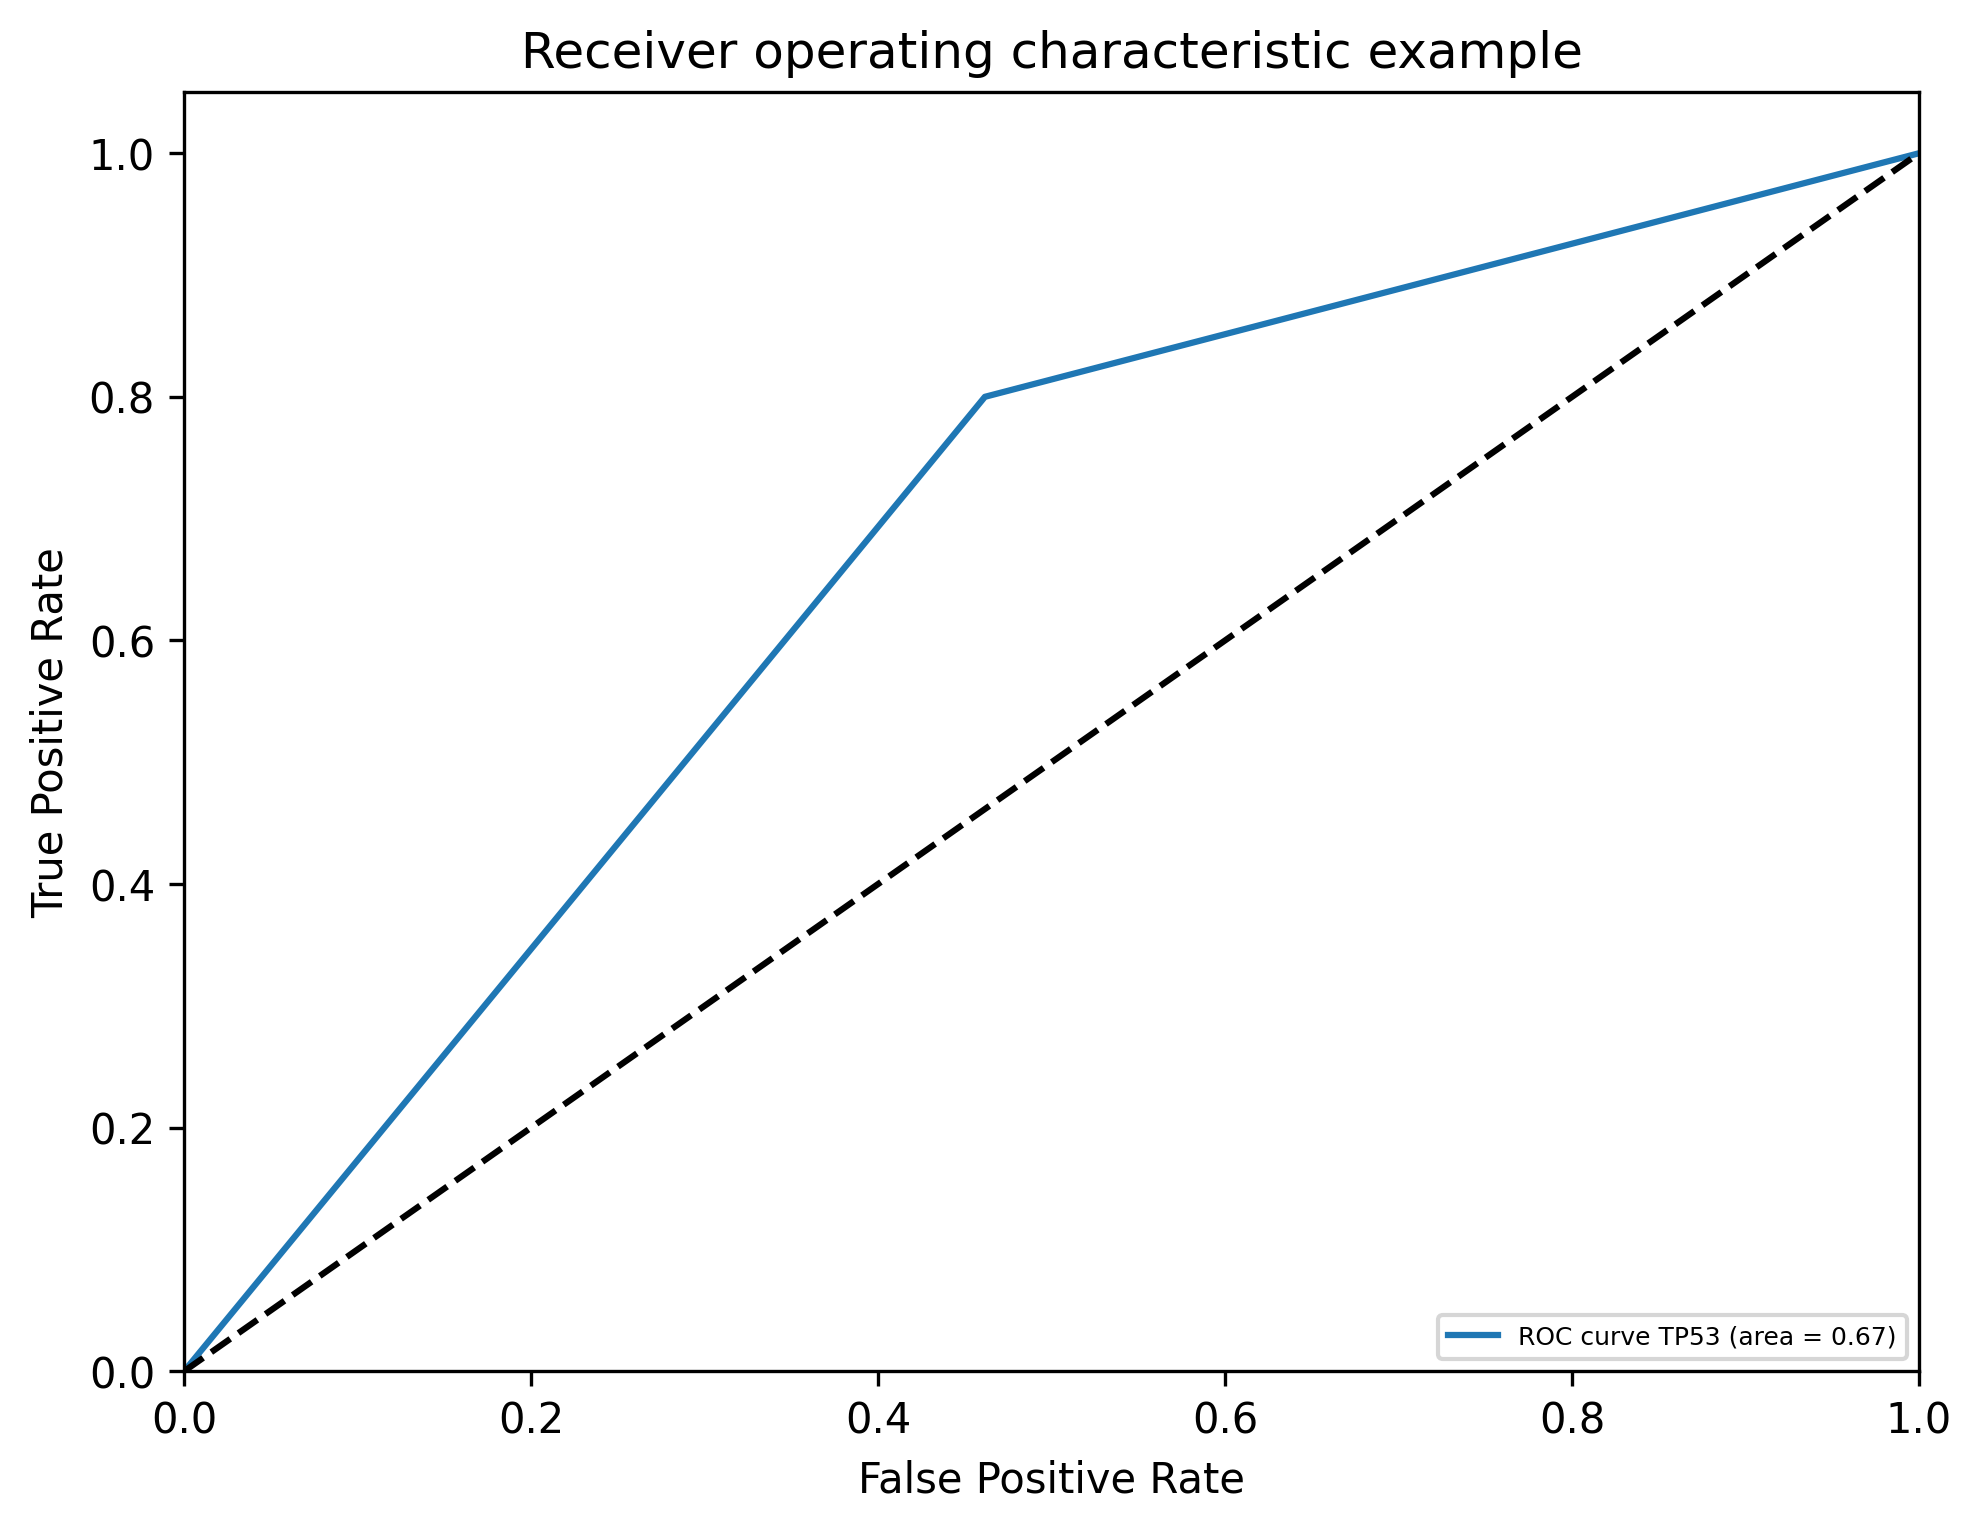 Receiver operating characteristic example
True Positive Rate
1.0
0.8
0.6
0.4
0.2
0.0
ROC curve TP53 (area = 0.67)
0.0 0.2 0.4 0.6 0.8 1.0
False Positive Rate